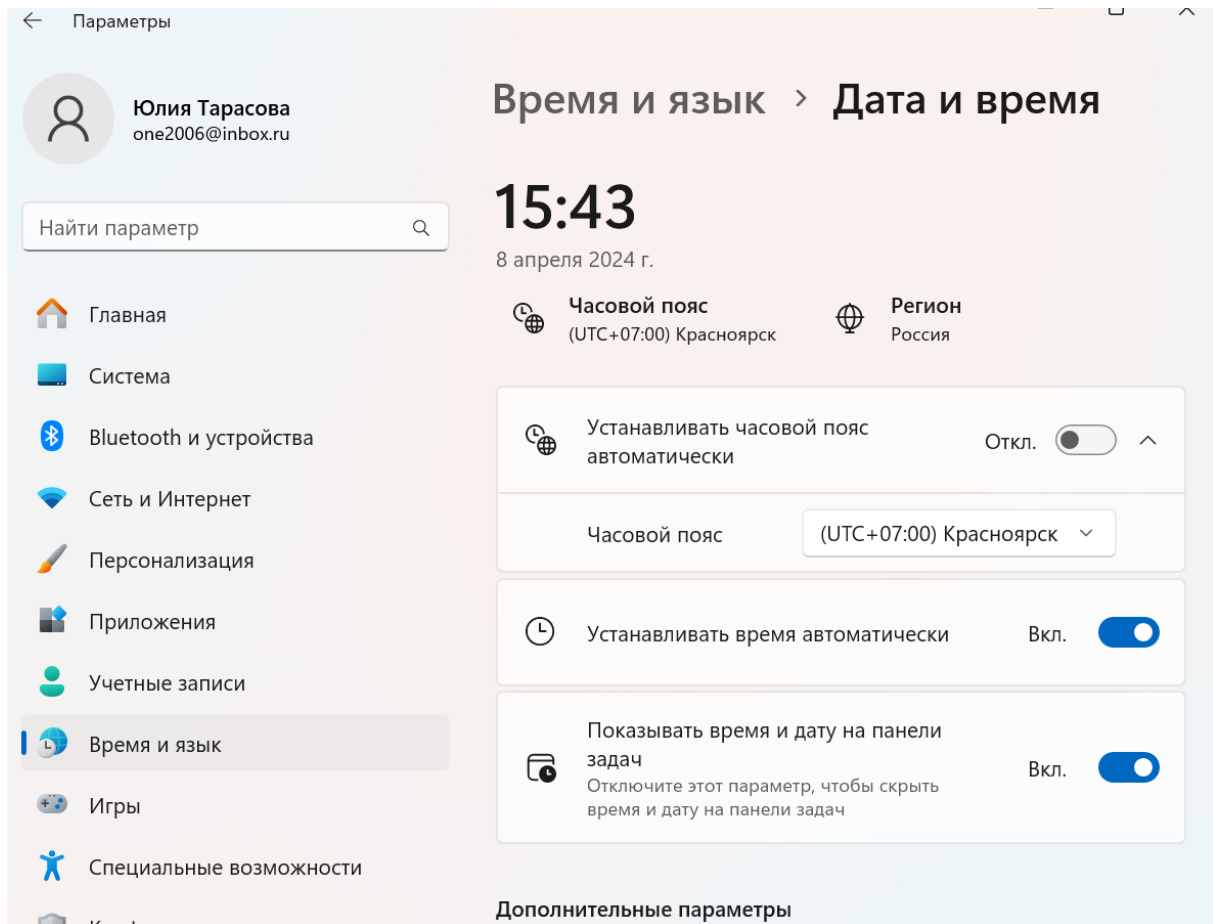 Параметры
Юлия Тарасова
one2006@inbox.ru
Найти параметр
Главная
Система
Bluetooth и устройства
Сеть и Интернет
Персонализация
Приложения
Учетные записи
Время и язык
Игры
Специальные возможности
Время и язык > Дата и время
15:43
8 апреля 2024 г.
Часовой пояс
(UTC+07:00) Красноярск
Регион
Россия
Устанавливать часовой пояс
автоматически
Откл.
Часовой пояс
(UTC+07:00) Красноярск
Устанавливать время автоматически
Вкл.
Показывать время и дату на панели
задач
Отключите этот параметр, чтобы скрыть
время и дату на панели задач
Вкл.
Дополнительные параметры